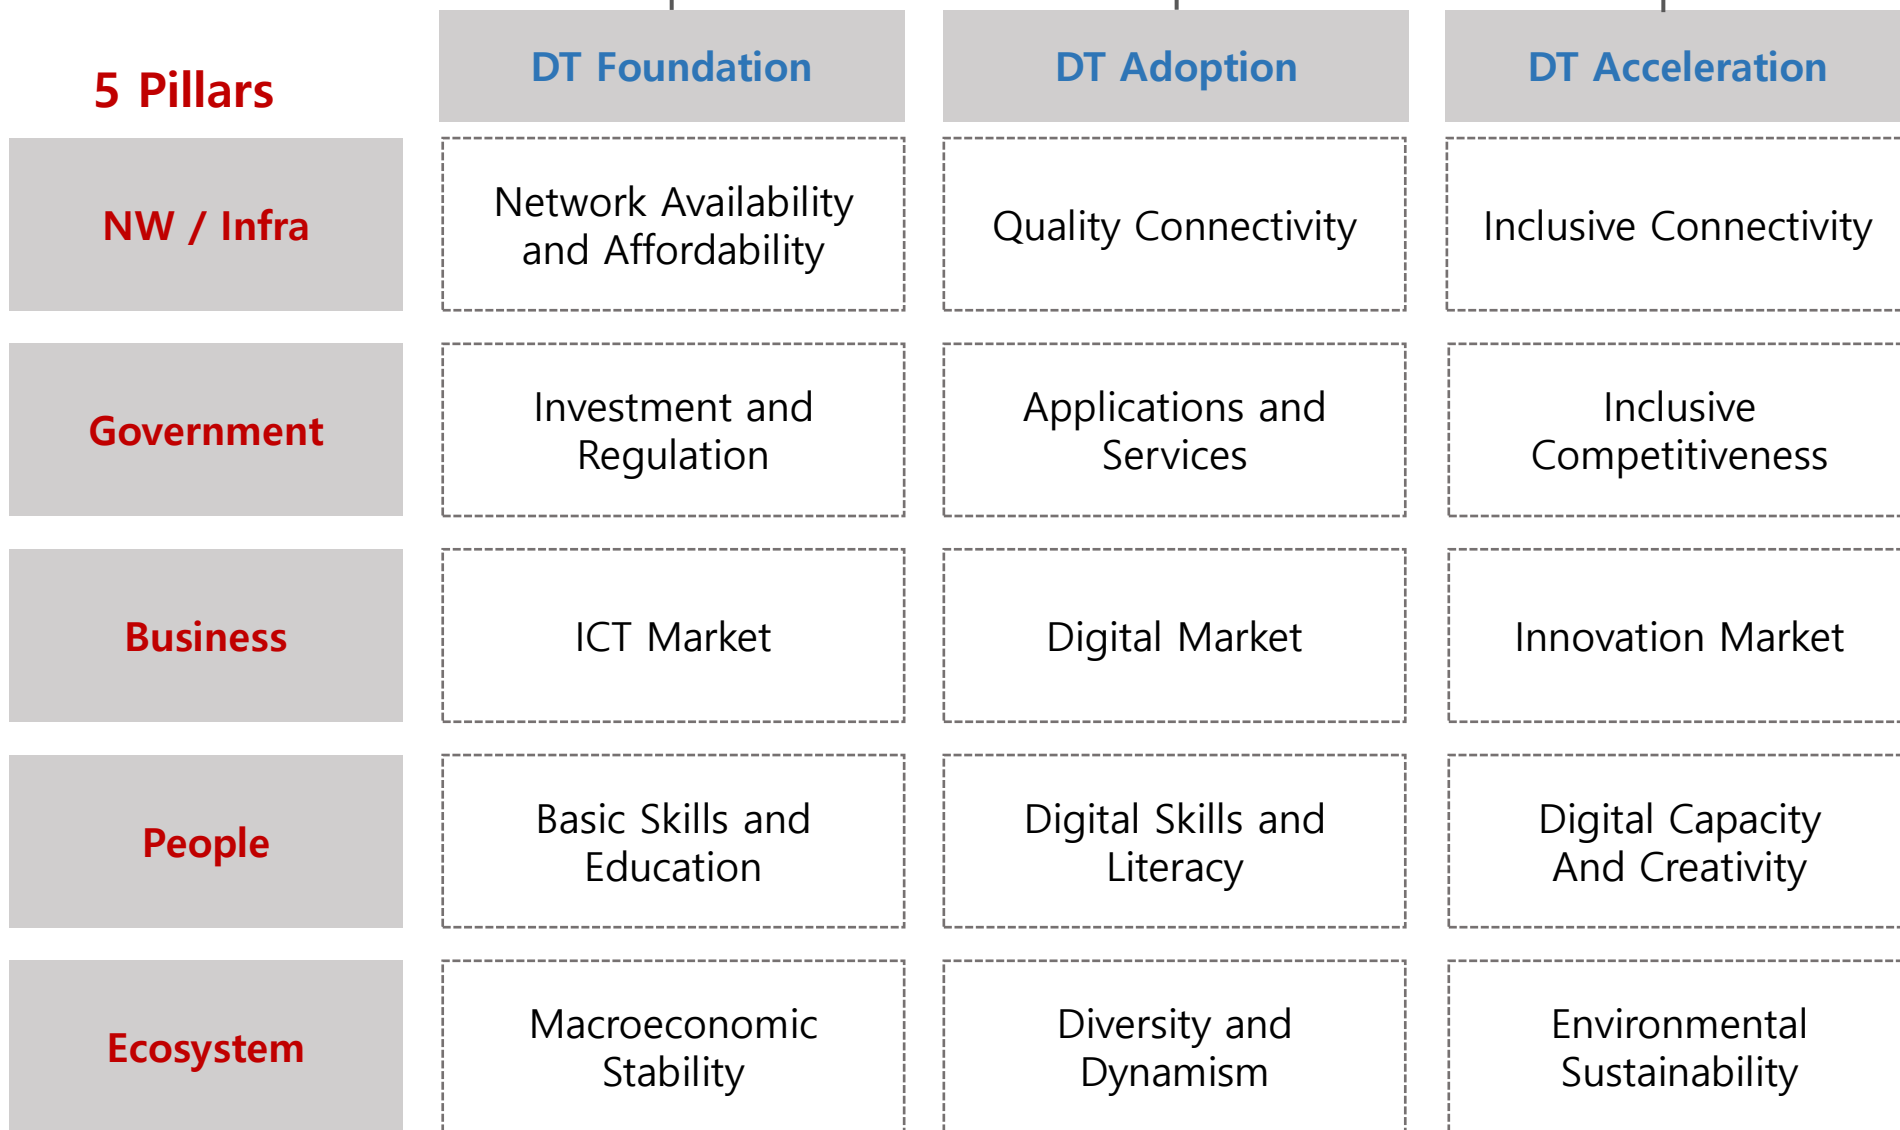 5 Pillars
DT Foundation
DT Adoption
DT Acceleration
NW / Infra
Network Availability
and Affordability
Quality Connectivity
Inclusive Connectivity
Government
Investment and
Regulation
Applications and
Services
Inclusive
Competitiveness
Business
ICT Market
Digital Market
Innovation Market
People
Basic Skills and
Education
Digital Skills and
Literacy
Digital Capacity
And Creativity
Ecosystem
Macroeconomic
Stability
Diversity and
Dynamism
Environmental
Sustainability